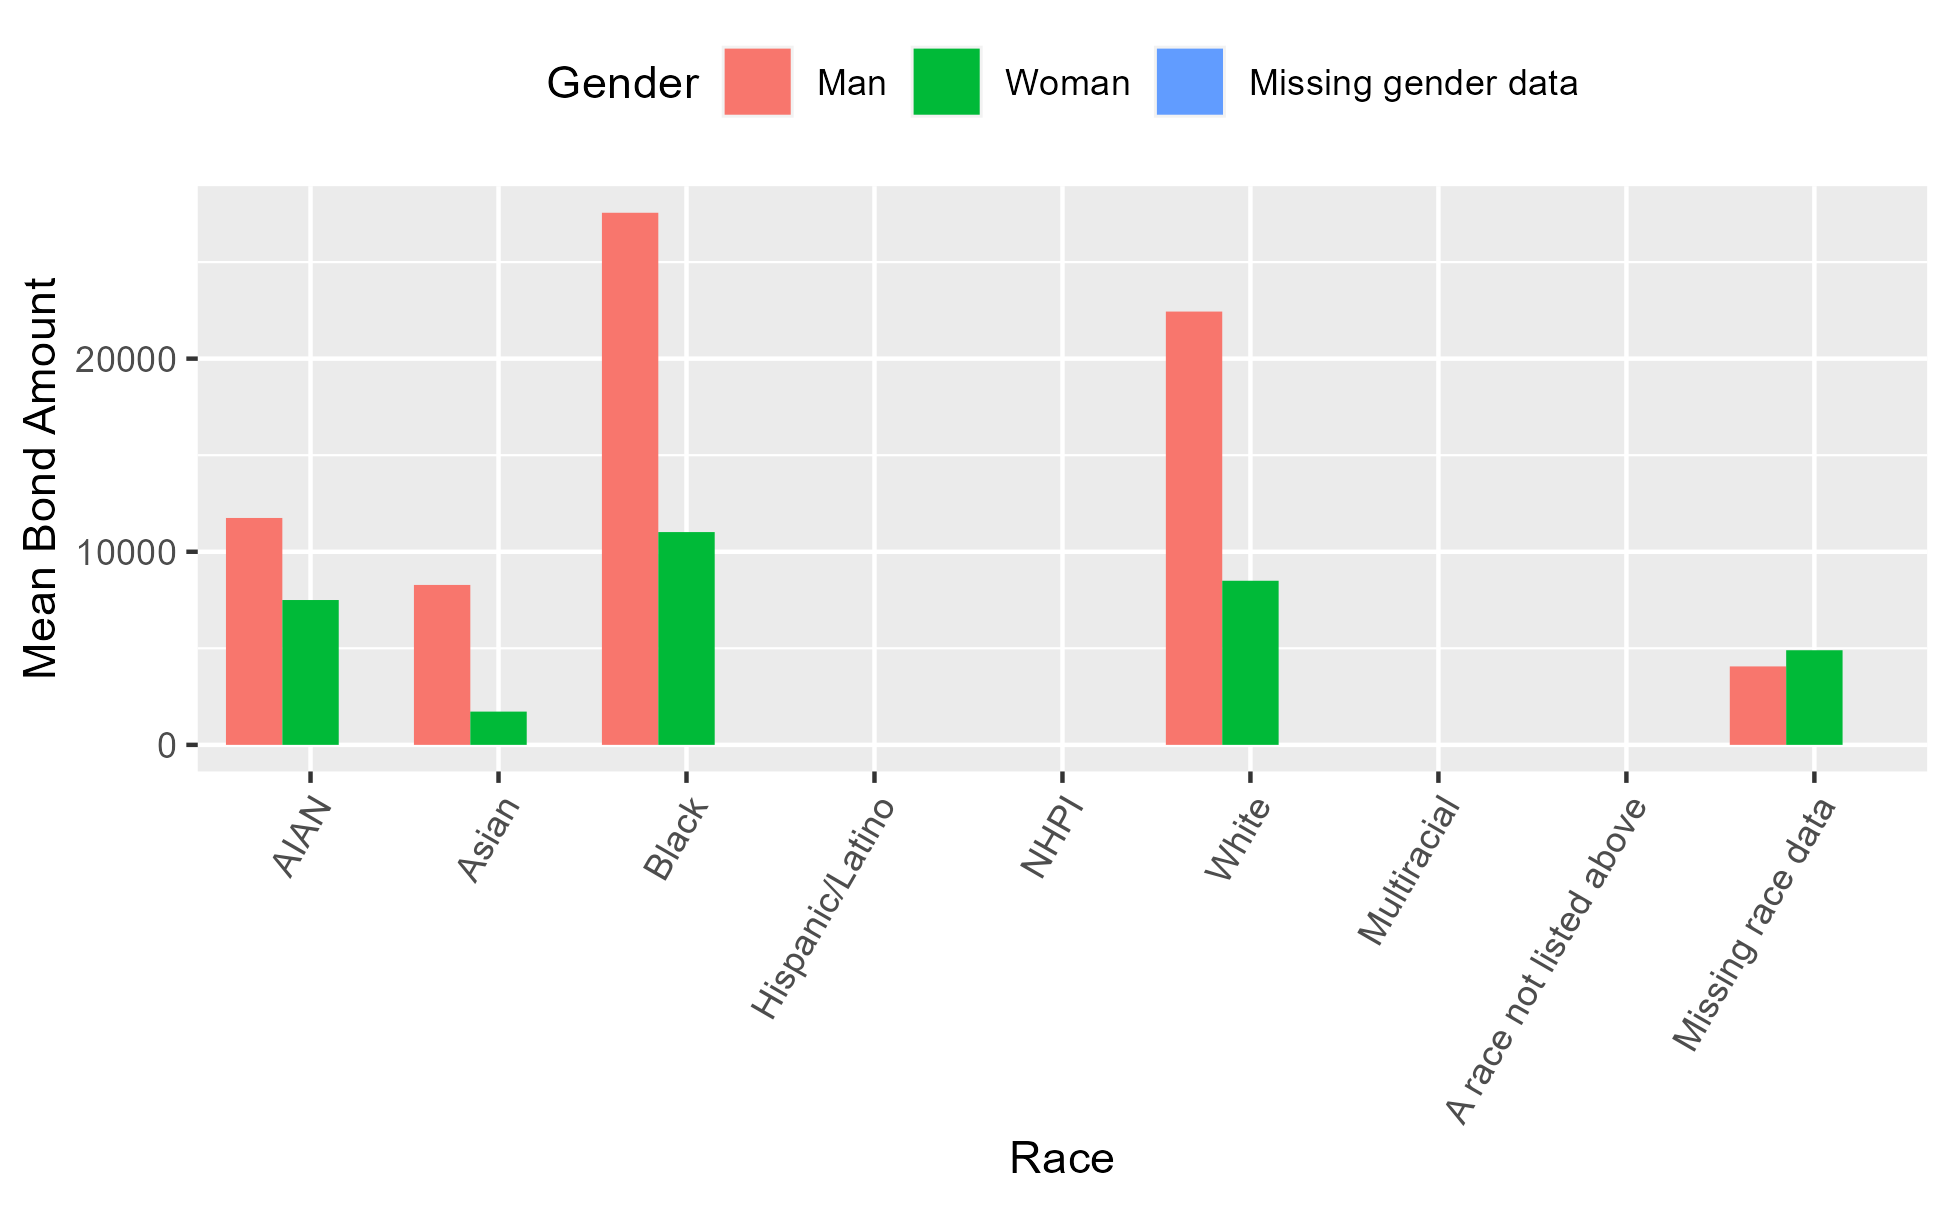 Gender Man Woman Missing gender data
Mean Bond Amount
20000
10000
0
AIAN
Asian
Black
Hispanic/Latino
NHPI
White
Multiracial
A race not listed above
Missing race data
Race